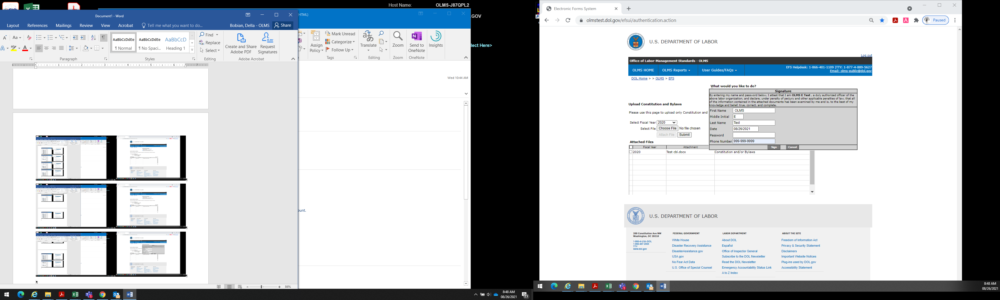 Host Name: OLMS-J87QPL2
.GOV
lect Here>
Document1 - Word
Layout References Mailings Review View Acrobat Tell me what you want to do... Bobian, Della - OLMS Share
AaBbCcDdEe AaBbCcDdEe AaBbCcD
¶ Normal ¶ No Spaci... Heading 1
Find
Replace
Select
Create and Share Adobe PDF
Request Signatures
Paragraph Styles Editing Adobe Acrobat
86%
HTML)
Assign Policy
Mark Unread
Categorize
Follow Up
Translate
Zoom
Send to OneNote
Insights
Tags Editing Zoom OneNote
Wed 10:44 AM
ount.
8:48 AM
08/26/2021
23
Electronic Forms System
olmstest.dol.gov/efsui/authentication.action
Paused
U.S. DEPARTMENT OF LABOR
Log out
Office of Labor-Management Standards - OLMS
OLMS HOME OLMS Reports User Guides/FAQs
EFS Helpdesk: 1-866-401-1109 |TTY: 1-877-4-889-5627
Email: olms-public@dol.gov
DOL Home > > OLMS > EFS
What would you like to do?
Upload Constitution and Bylaws
Please use this page to upload only Constitution and
Select Fiscal Year 2020
Select File Choose File No file chosen
Attach File Submit
Signature
By entering my name and password below, I attest that I am OLMS E Test , a duly authorized officer of the
above labor organization, and declare, under penalty of perjury and other applicable penalties of law, that all
of the information contained in the attached documents has been examined by me and is, to the best of my
knowledge and belief, true, correct, and complete.
First Name OLMS
Middle Initial E
Last Name Test
Date 08/26/2021
Password
Phone Number 999-999-9999
Sign Cancel
Attached Files
Fiscal Year Attachment
2020 Test cbl.docx Constitution and/or Bylaws
U.S. DEPARTMENT OF LABOR
200 Constitution Ave NW
Washington, DC 20210
1-866-4-USA-DOL
1-866-487-2365
TTY
www.dol.gov
FEDERAL GOVERNMENT
White House
Disaster Recovery Assistance
DisasterAssistance.gov
USA.gov
No Fear Act Data
U.S. Office of Special Counsel
LABOR DEPARTMENT
About DOL
Español
Office of Inspector General
Subscribe to the DOL Newsletter
Read the DOL Newsletter
Emergency Accountability Status Link
A to Z Index
ABOUT THE SITE
Freedom of Information Act
Privacy & Security Statement
Disclaimers
Important Website Notices
Plug-ins used by DOL.gov
Accessibility Statement
8:48 AM
08/26/2021